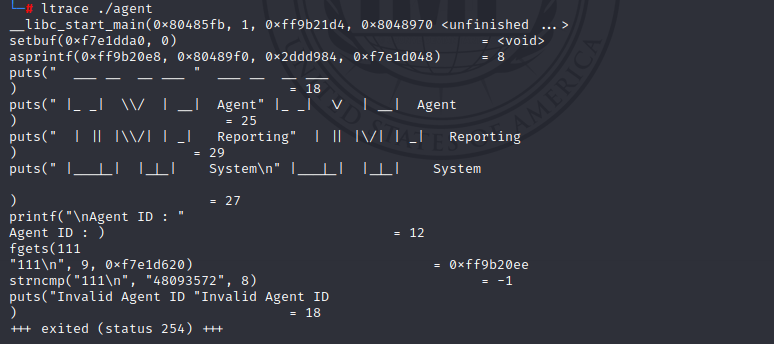 └─# ltrace ./agent
__libc_start_main(0×80485fb, 1, 0×ff9b21d4, 0×8048970 <unfinished ...>
setbuf(0×f7e1dda0, 0)                                      = <void>
asprintf(0×ff9b20e8, 0×80489f0, 0×2ddd984, 0×f7e1d048)     = 8
puts("  ___ __  __ ___ "  ___ __  __ ___
)                                  = 18
puts(" |_ _|  \\/  | __|  Agent" |_ _|  \/  | __|  Agent
)                          = 25
puts("  | || |\\/| | _|   Reporting"  | || |\/| | _|   Reporting
)                      = 29
puts(" |___|_|  |_|_|    System\n" |___|_|  |_|_|    System

)                        = 27
printf("\nAgent ID : "
Agent ID : )                                    = 12
fgets(111
"111\n", 9, 0×f7e1d620)                              = 0×ff9b20ee
strncmp("111\n", "48093572", 8)                            = -1
puts("Invalid Agent ID "Invalid Agent ID
)                                  = 18
+++ exited (status 254) +++